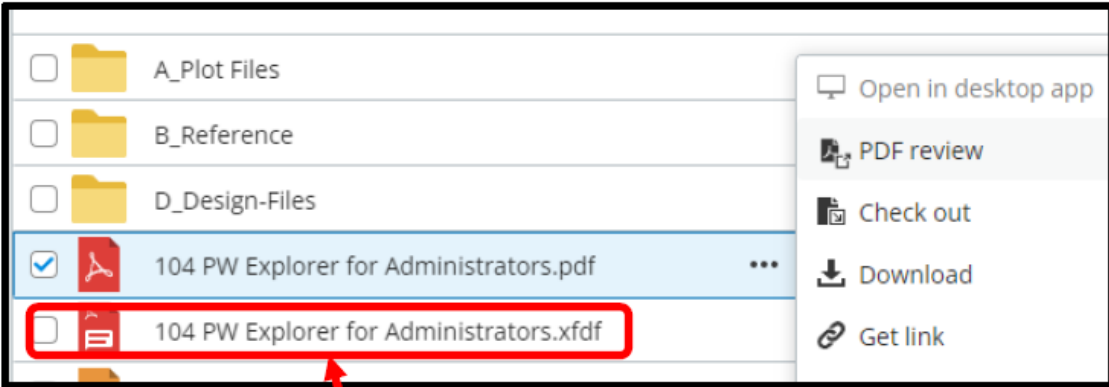 A_Plot Files
B_Reference
D_Design-Files
104 PW Explorer for Administrators.pdf
104 PW Explorer for Administrators.xfdf
Open in desktop app
PDF review
Check out
Download
Get link